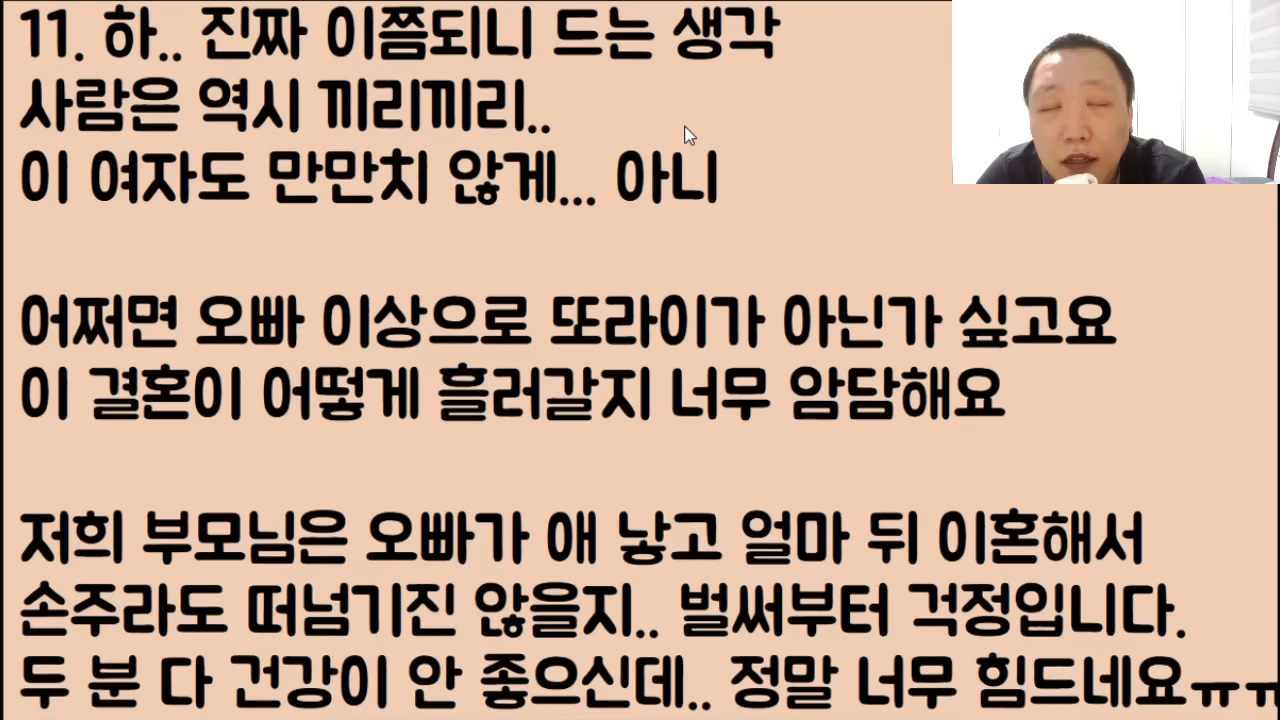 11. 하.. 진짜 이쯤되니 드는 생각
사람은 역시 끼리끼리..
이 여자도 만만치 않게... 아니
어쩌면 오빠 이상으로 또라이가 아닌가 싶고요
이 결혼이 어떻게 흘러갈지 너무 암담해요
저희 부모님은 오빠가 애 낳고 얼마 뒤 이혼해서
손주라도 떠넘기진 않을지.. 벌써부터 걱정입니다.
두 분 다 건강이 안 좋으신데.. 정말 너무 힘드네요ㅠㅠ